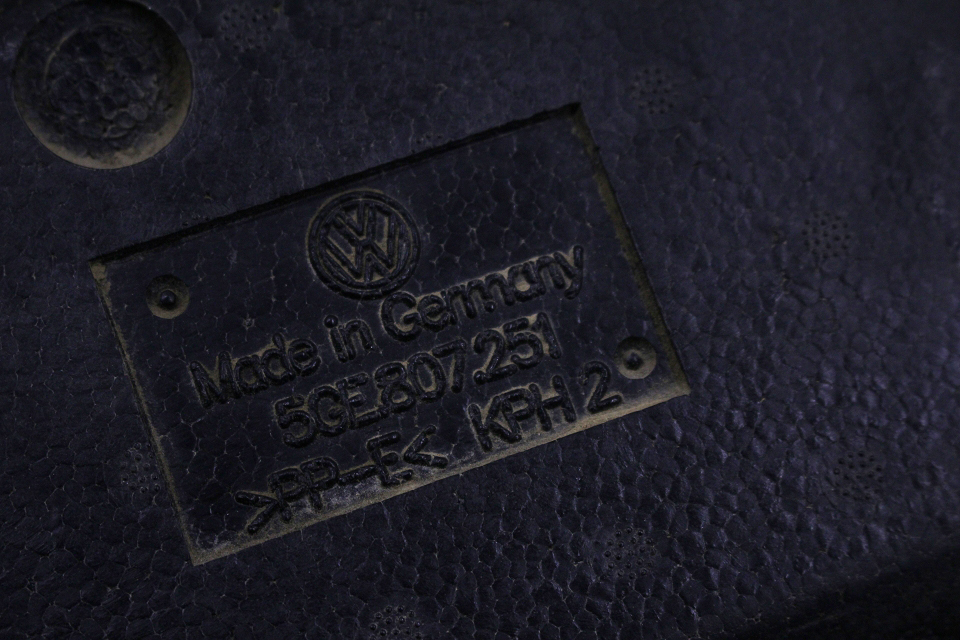 VW
Made in Germany
5GE.807.251
>PP-E< KPH 2